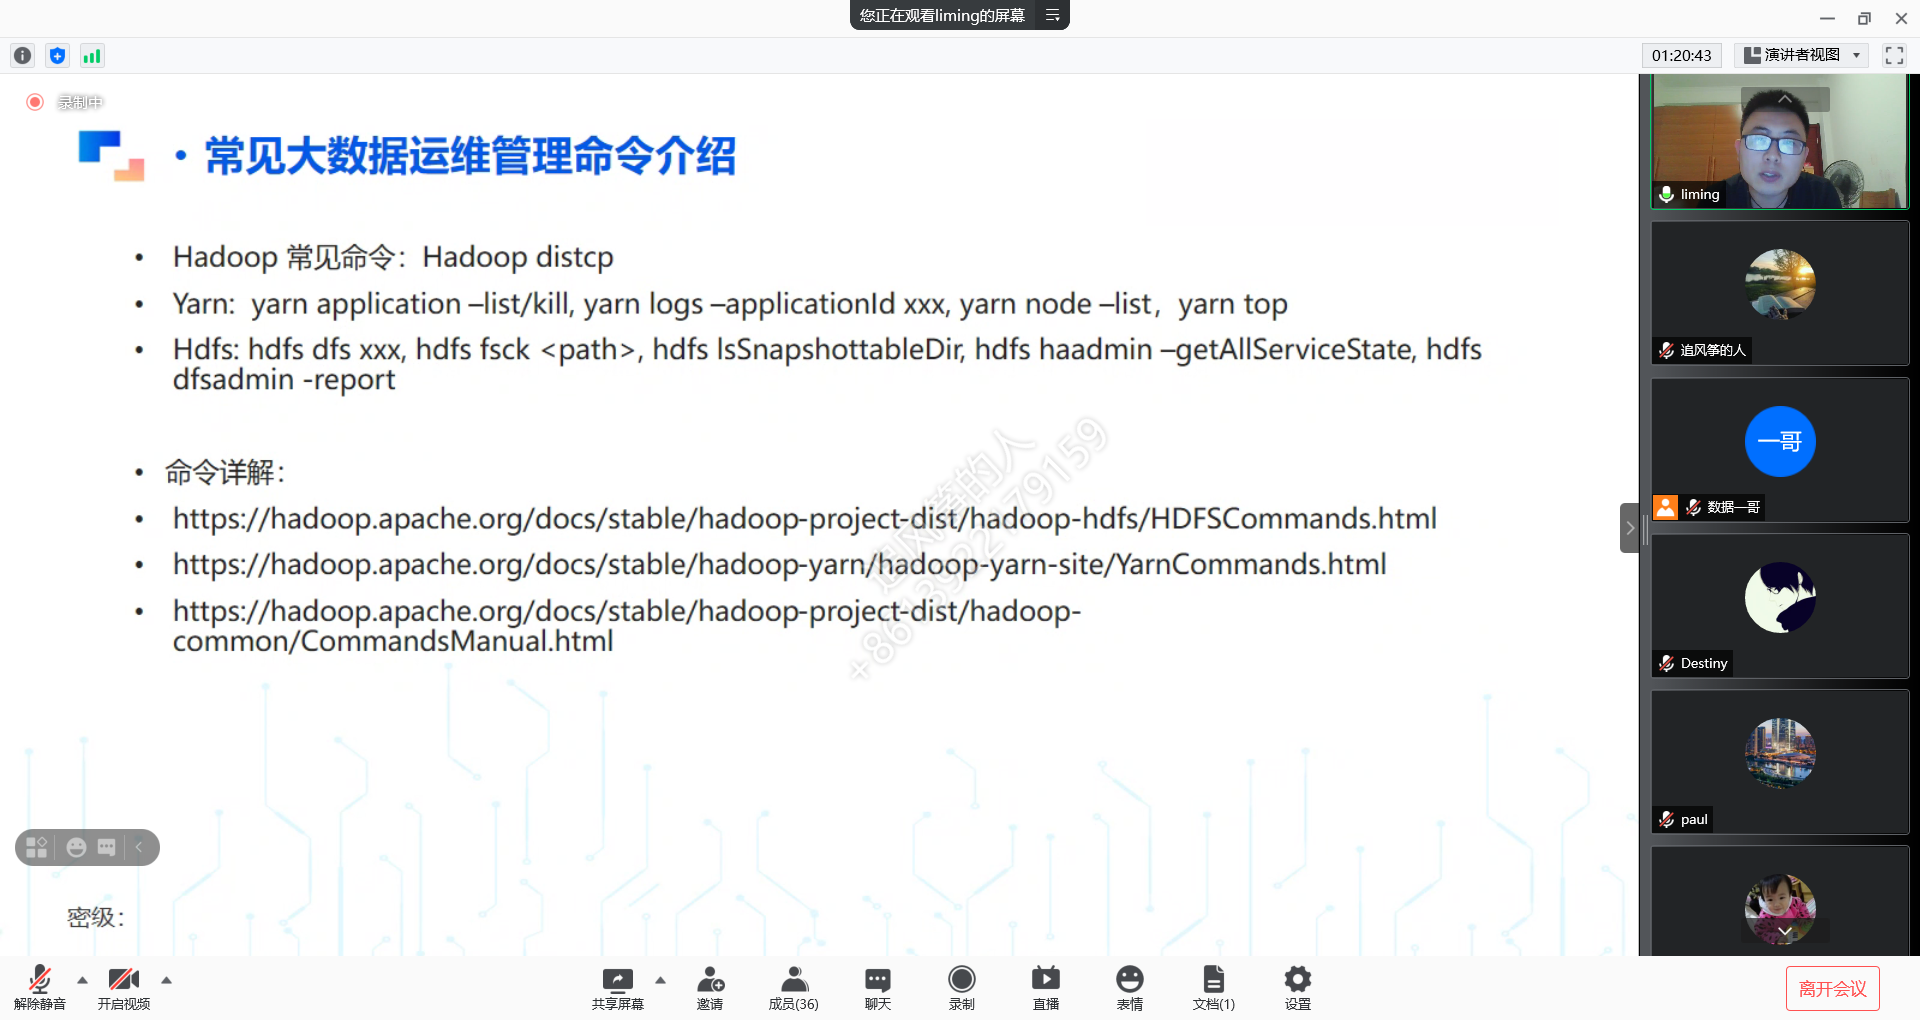 您正在观看liming的屏幕
01:20:43
演讲者视图
录制中
• 常见大数据运维管理命令介绍
• Hadoop 常见命令：Hadoop distcp
• Yarn:  yarn application –list/kill, yarn logs –applicationId xxx, yarn node –list，yarn top
• Hdfs: hdfs dfs xxx, hdfs fsck <path>, hdfs lsSnapshottableDir, hdfs haadmin –getAllServiceState, hdfs
dfsadmin -report
• 命令详解：
• https://hadoop.apache.org/docs/stable/hadoop-project-dist/hadoop-hdfs/HDFSCommands.html
• https://hadoop.apache.org/docs/stable/hadoop-yarn/hadoop-yarn-site/YarnCommands.html
• https://hadoop.apache.org/docs/stable/hadoop-project-dist/hadoop-
common/CommandsManual.html
追风筝的人
+8613922179159
密级：
liming
追风筝的人
一哥
数据一哥
Destiny
paul
解除静音
开启视频
共享屏幕
邀请
成员(36)
聊天
录制
直播
表情
文档(1)
设置
离开会议